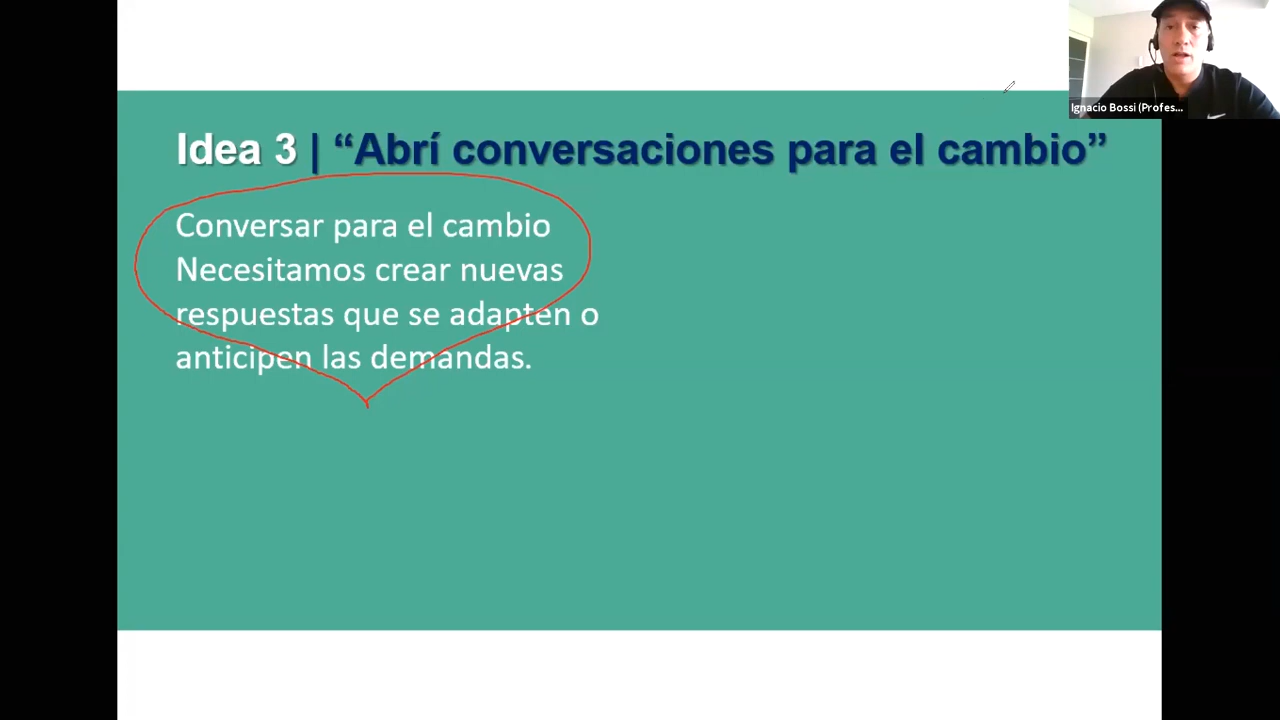 Ignacio Bossi (Profes...
Idea 3 | “Abrí conversaciones para el cambio”
Conversar para el cambio
Necesitamos crear nuevas
respuestas que se adapten o
anticipen las demandas.